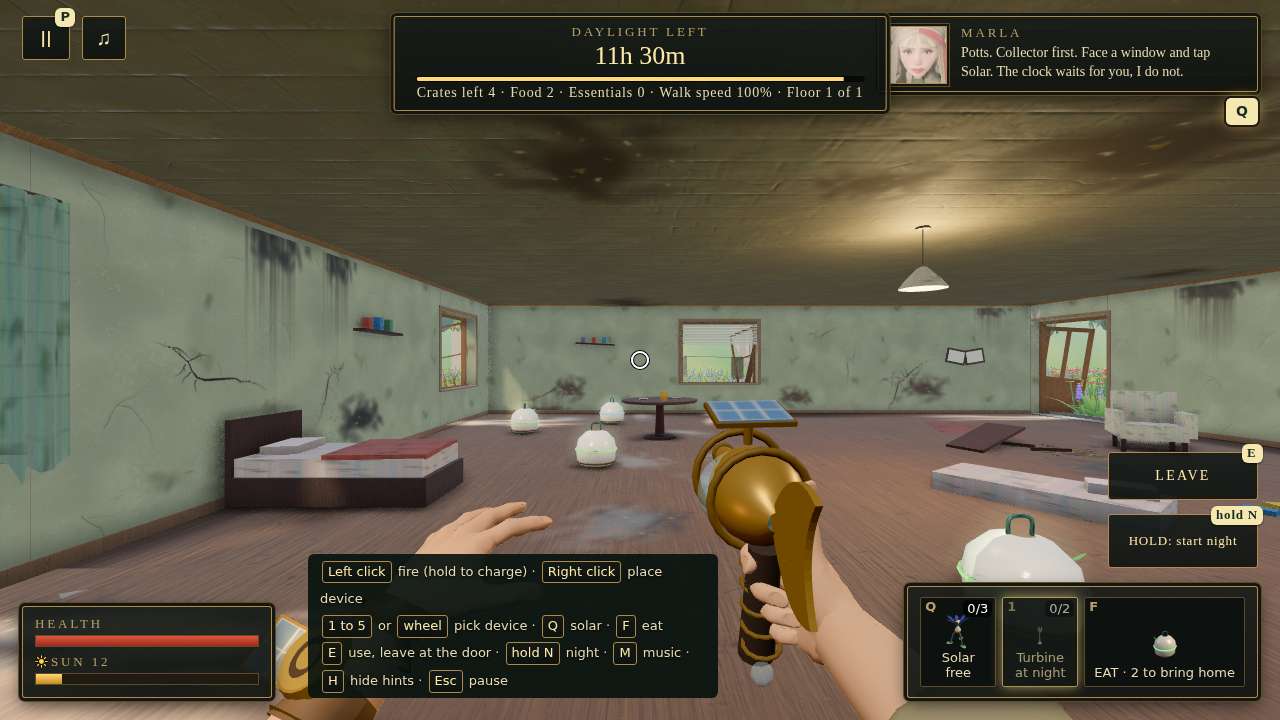 P
DAYLIGHT LEFT
11h 30m
Crates left 4 · Food 2 · Essentials 0 · Walk speed 100% · Floor 1 of 1
MARLA
Potts. Collector first. Face a window and tap
Solar. The clock waits for you, I do not.
Q
E
LEAVE
hold N
HOLD: start night
Left click fire (hold to charge) · Right click place
device
1 to 5 or wheel pick device · Q solar · F eat
E use, leave at the door · hold N night · M music ·
H hide hints · Esc pause
HEALTH
SUN 12
Q 0/3
Solar
free
1 0/2
Turbine
at night
F
EAT · 2 to bring home